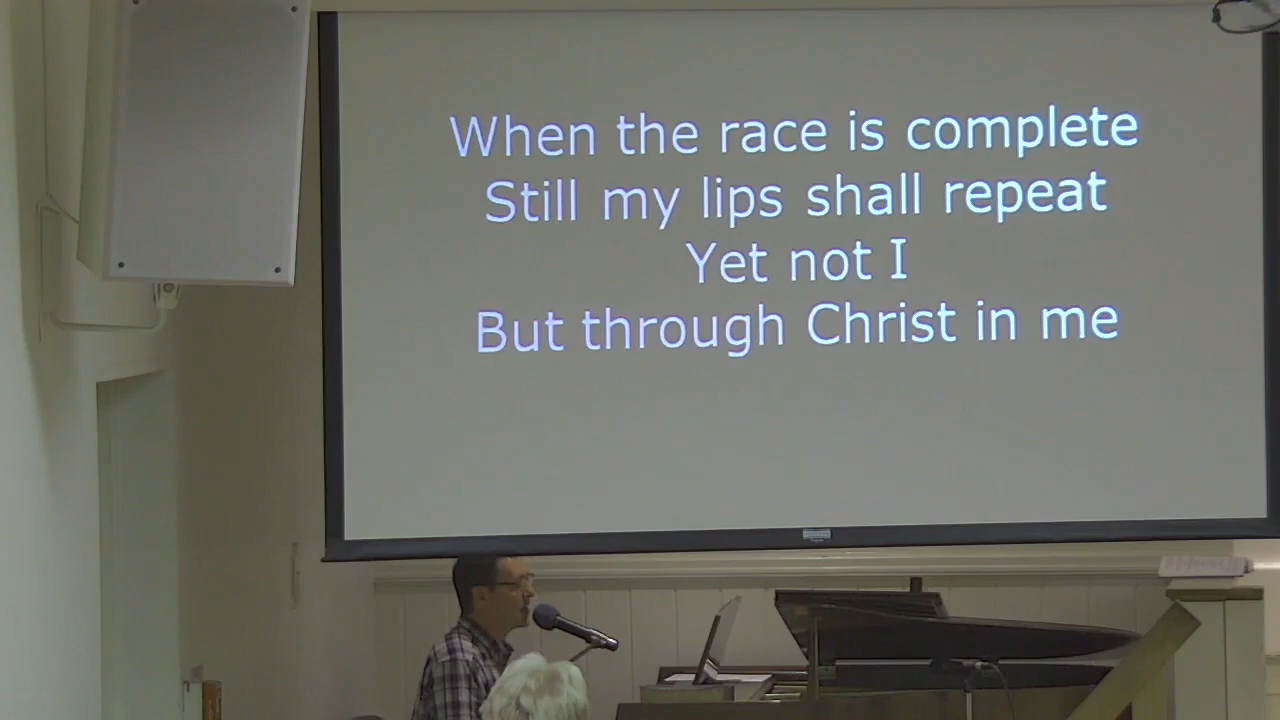 When the race is complete
Still my lips shall repeat
Yet not I
But through Christ in me